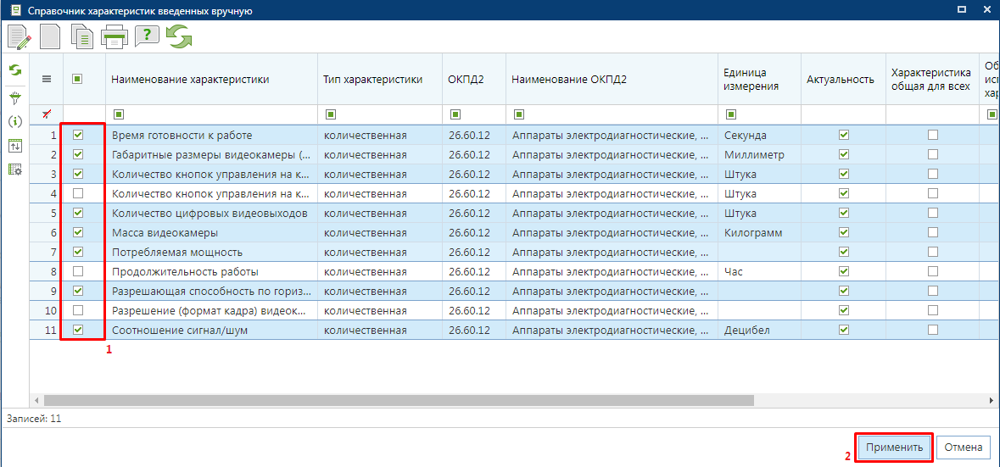 Справочник характеристик введенных вручную
Наименование характеристики Тип характеристики ОКПД2 Наименование ОКПД2 Единица измерения Актуальность Характеристика общая для всех Об исп хар
1 Время готовности к работе количественная 26.60.12 Аппараты электродиагностические, ... Секунда
2 Габаритные размеры видеокамеры (... количественная 26.60.12 Аппараты электродиагностические, ... Миллиметр
3 Количество кнопок управления на к... количественная 26.60.12 Аппараты электродиагностические, ... Штука
4 Количество кнопок управления на к... количественная 26.60.12 Аппараты электродиагностические, ... Штука
5 Количество цифровых видеовыходов количественная 26.60.12 Аппараты электродиагностические, ... Штука
6 Масса видеокамеры количественная 26.60.12 Аппараты электродиагностические, ... Килограмм
7 Потребляемая мощность количественная 26.60.12 Аппараты электродиагностические, ...
8 Продолжительность работы количественная 26.60.12 Аппараты электродиагностические, ... Час
9 Разрешающая способность по гориз... количественная 26.60.12 Аппараты электродиагностические, ...
10 Разрешение (формат кадра) видеок... количественная 26.60.12 Аппараты электродиагностические, ...
11 Соотношение сигнал/шум количественная 26.60.12 Аппараты электродиагностические, ... Децибел
1
Записей: 11
2 Применить Отмена